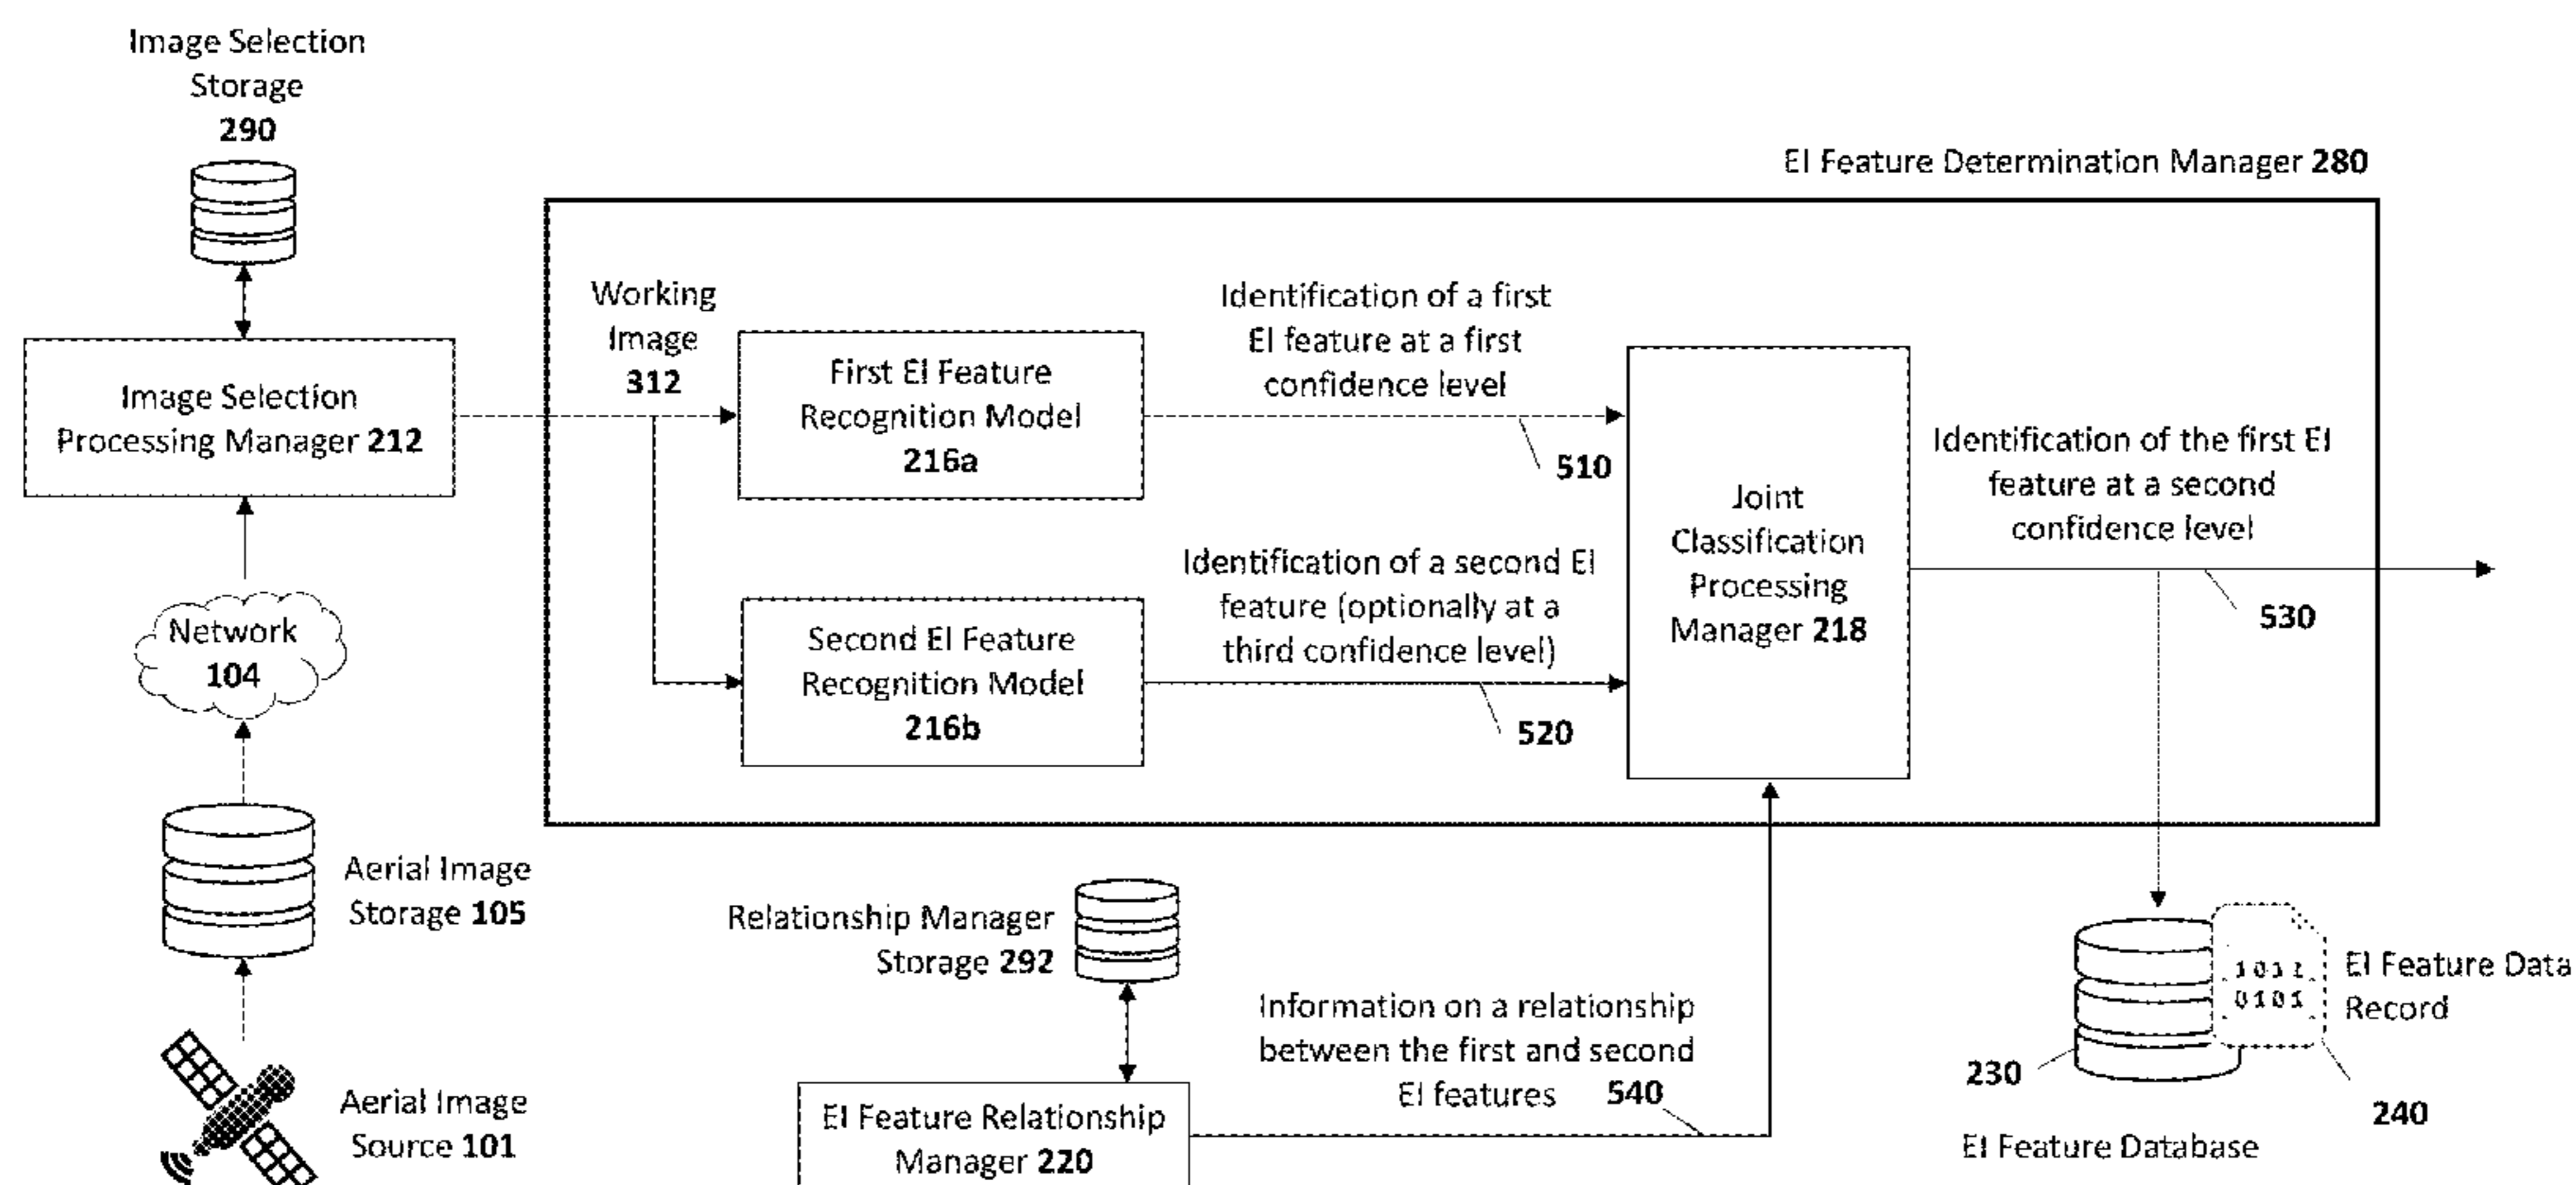 Image Selection
Storage
290
EI Feature Determination Manager 280
Working
Image
312
Identification of a first
EI feature at a first
confidence level
First EI Feature
Recognition Model
216a
Image Selection
Processing Manager 212
510
Joint
Classification
Processing
Manager 218
Identification of the first EI
feature at a second
confidence level
530
Identification of a second EI
feature (optionally at a
third confidence level)
Second EI Feature
Recognition Model
216b
520
Network
104
Aerial Image
Storage 105
Relationship Manager
Storage 292
Information on a relationship
between the first and second
EI features 540
1011
0101
EI Feature Data
Record
230
240
EI Feature Database
Aerial Image
Source 101
EI Feature Relationship
Manager 220